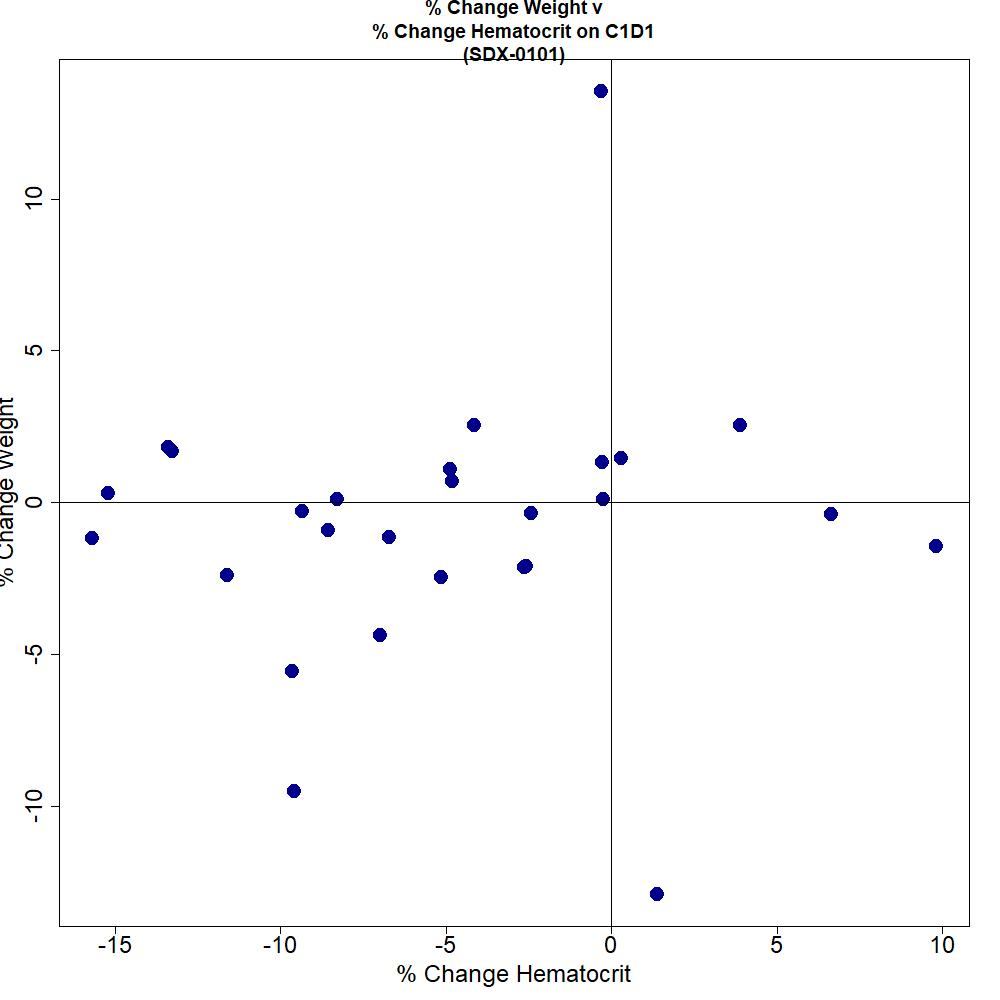 % Change Weight v
% Change Hematocrit on C1D1
(SDX-0101)
% Change Weight
10
5
0
-5
-10
-15
-10
-5
0
5
10
% Change Hematocrit